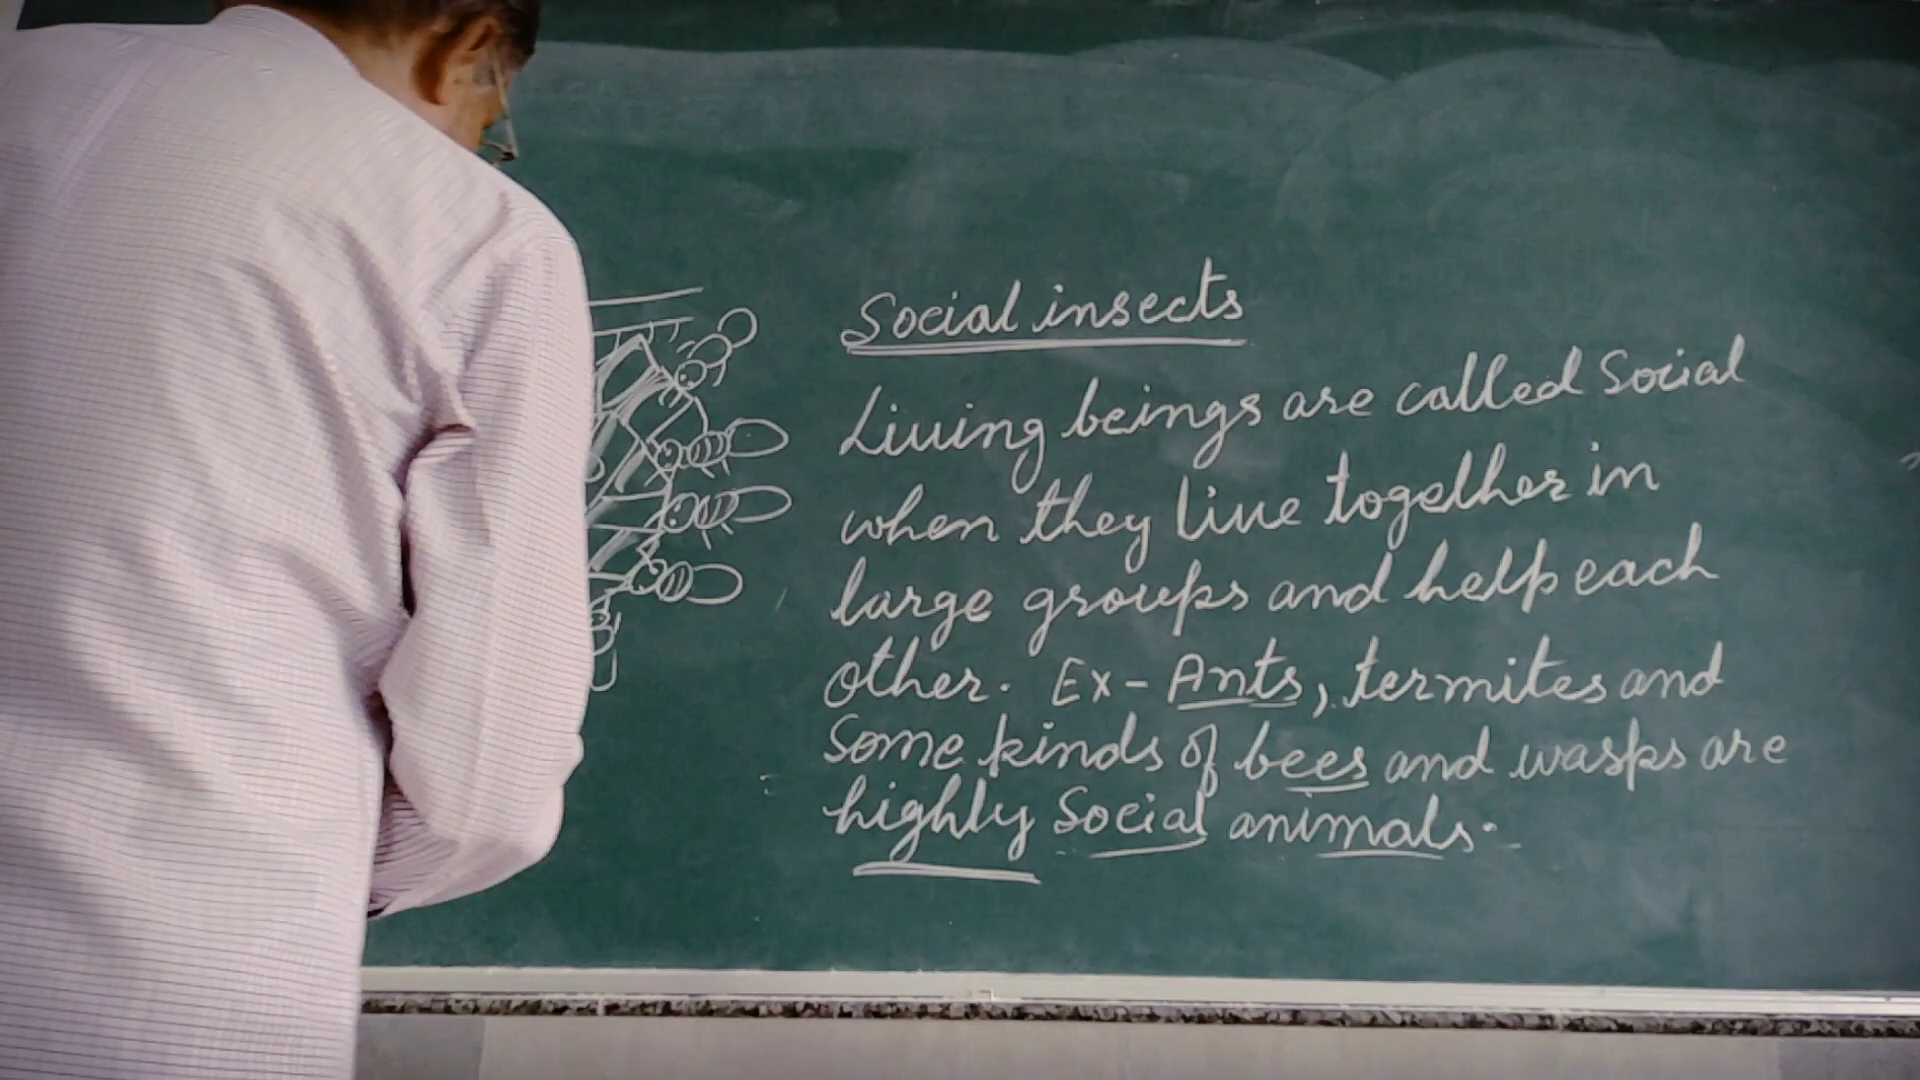 Social insects
Living beings are called Social
when they live together in
large groups and help each
other. Ex- Ants, termites and
Some kinds of bees and wasps are
highly Social animals.